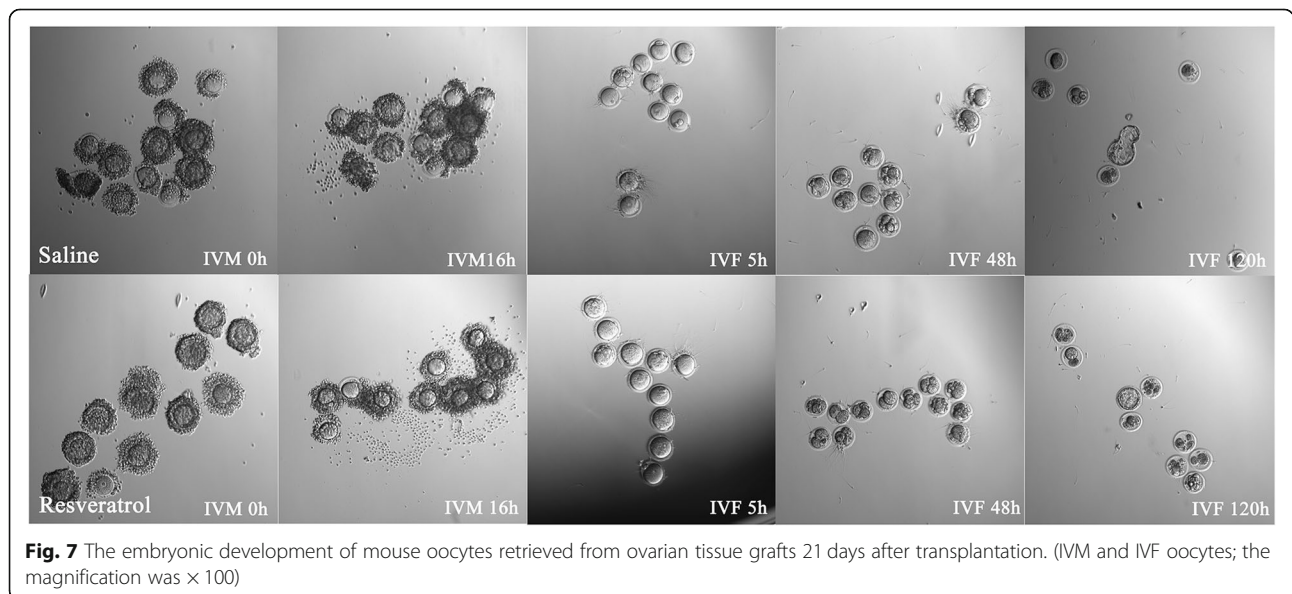 Saline
IVM 0h
IVM16h
IVF 5h
IVF 48h
IVF 120h
Resveratrol
IVM 0h
IVM 16h
IVF 5h
IVF 48h
IVF 120h
Fig. 7 The embryonic development of mouse oocytes retrieved from ovarian tissue grafts 21 days after transplantation. (IVM and IVF oocytes; the
magnification was × 100)